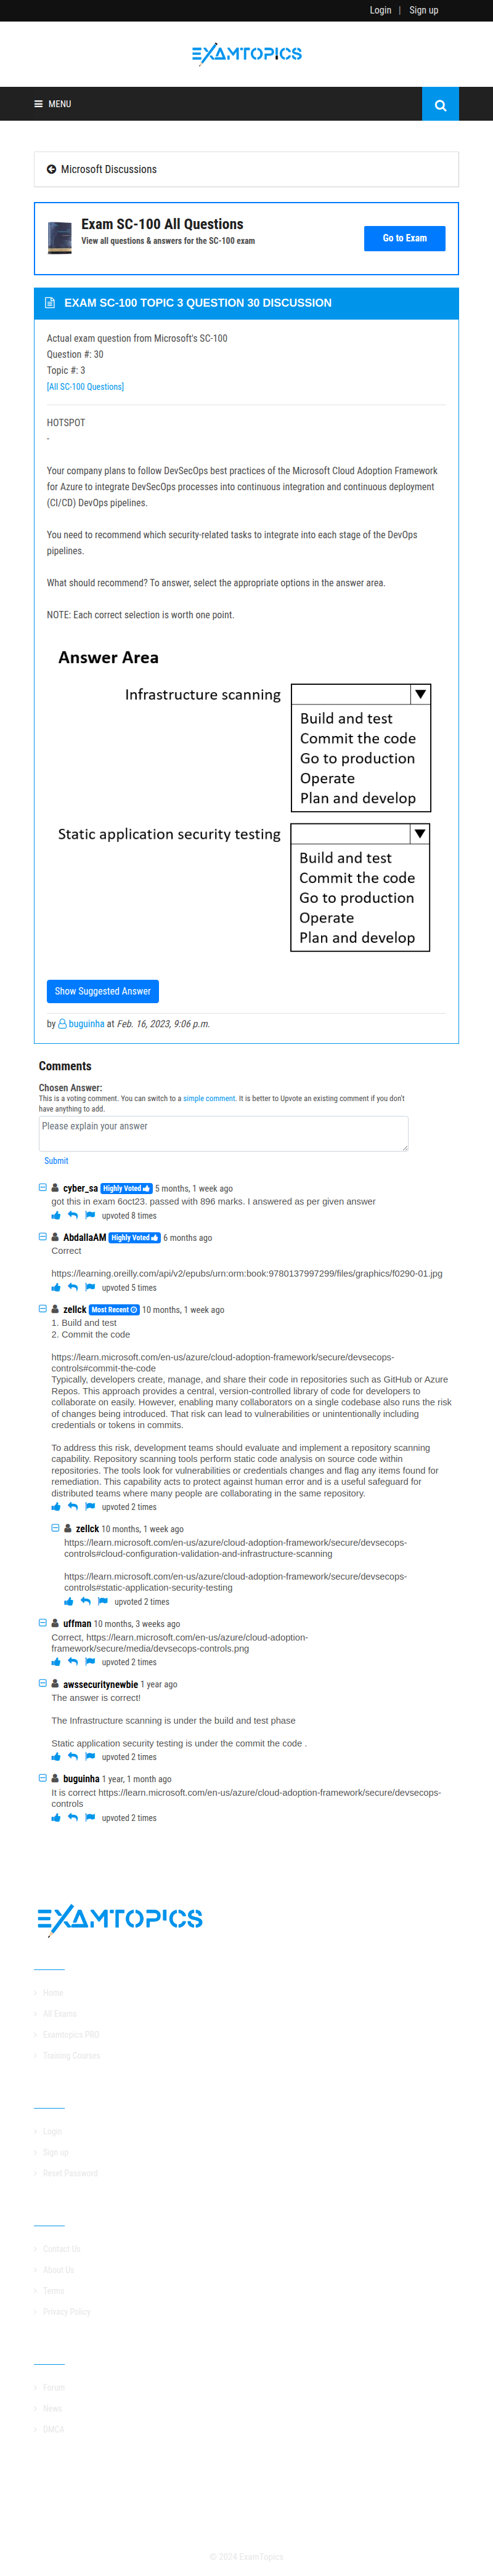 Login | Sign up
EXAMTOPICS
MENU
Microsoft Discussions
Exam SC-100 All Questions
View all questions & answers for the SC-100 exam
Go to Exam
EXAM SC-100 TOPIC 3 QUESTION 30 DISCUSSION
Actual exam question from Microsoft's SC-100
Question #: 30
Topic #: 3
[All SC-100 Questions]
HOTSPOT
-
Your company plans to follow DevSecOps best practices of the Microsoft Cloud Adoption Framework
for Azure to integrate DevSecOps processes into continuous integration and continuous deployment
(CI/CD) DevOps pipelines.
You need to recommend which security-related tasks to integrate into each stage of the DevOps
pipelines.
What should recommend? To answer, select the appropriate options in the answer area.
NOTE: Each correct selection is worth one point.
Answer Area
Infrastructure scanning
Build and test
Commit the code
Go to production
Operate
Plan and develop
Static application security testing
Build and test
Commit the code
Go to production
Operate
Plan and develop
Show Suggested Answer
by buguinha at Feb. 16, 2023, 9:06 p.m.
Comments
Chosen Answer:
This is a voting comment. You can switch to a simple comment. It is better to Upvote an existing comment if you don't
have anything to add.
Please explain your answer
Submit
cyber_sa Highly Voted 5 months, 1 week ago
got this in exam 6oct23. passed with 896 marks. I answered as per given answer
upvoted 8 times
AbdallaAM Highly Voted 6 months ago
Correct
https://learning.oreilly.com/api/v2/epubs/urn:orm:book:9780137997299/files/graphics/f0290-01.jpg
upvoted 5 times
zellck Most Recent 10 months, 1 week ago
1. Build and test
2. Commit the code
https://learn.microsoft.com/en-us/azure/cloud-adoption-framework/secure/devsecops-
controls#commit-the-code
Typically, developers create, manage, and share their code in repositories such as GitHub or Azure
Repos. This approach provides a central, version-controlled library of code for developers to
collaborate on easily. However, enabling many collaborators on a single codebase also runs the risk
of changes being introduced. That risk can lead to vulnerabilities or unintentionally including
credentials or tokens in commits.
To address this risk, development teams should evaluate and implement a repository scanning
capability. Repository scanning tools perform static code analysis on source code within
repositories. The tools look for vulnerabilities or credentials changes and flag any items found for
remediation. This capability acts to protect against human error and is a useful safeguard for
distributed teams where many people are collaborating in the same repository.
upvoted 2 times
zellck 10 months, 1 week ago
https://learn.microsoft.com/en-us/azure/cloud-adoption-framework/secure/devsecops-
controls#cloud-configuration-validation-and-infrastructure-scanning
https://learn.microsoft.com/en-us/azure/cloud-adoption-framework/secure/devsecops-
controls#static-application-security-testing
upvoted 2 times
uffman 10 months, 3 weeks ago
Correct, https://learn.microsoft.com/en-us/azure/cloud-adoption-
framework/secure/media/devsecops-controls.png
upvoted 2 times
awssecuritynewbie 1 year ago
The answer is correct!
The Infrastructure scanning is under the build and test phase
Static application security testing is under the commit the code .
upvoted 2 times
buguinha 1 year, 1 month ago
It is correct https://learn.microsoft.com/en-us/azure/cloud-adoption-framework/secure/devsecops-
controls
upvoted 2 times
EXAMTOPICS
Home
All Exams
Examtopics PRO
Training Courses
Login
Sign up
Reset Password
Contact Us
About Us
Terms
Privacy Policy
Forum
News
DMCA
© 2024 ExamTopics